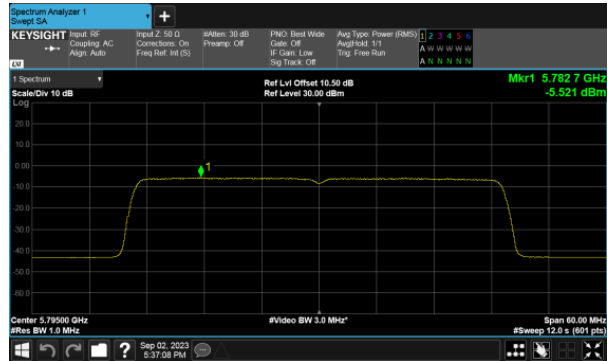 Spectrum Analyzer 1
Swept SA
KEYSIGHT
Input: RF
Coupling: AC
Align: Auto
Input Z: 50 Ω
Corrections: On
Freq Ref: Int (S)
#Atten: 30 dB
Preamp: Off
PNO: Best Wide
Gate: Off
IF Gain: Low
Sig Track: Off
Avg Type: Power (RMS)
Avg|Hold: 1/1
Trig: Free Run
1 2 3 4 5 6
A W W W W W
A N N N N N
LXI
1 Spectrum
Scale/Div 10 dB
Ref Lvl Offset 10.50 dB
Ref Level 30.00 dBm
Mkr1 5.782 7 GHz
-5.521 dBm
Log
20.0
10.0
0.00
1
-10.0
-20.0
-30.0
-40.0
-50.0
-60.0
Center 5.79500 GHz
#Res BW 1.0 MHz
#Video BW 3.0 MHz*
Span 60.00 MHz
#Sweep 12.0 s (601 pts)
?
Sep 02, 2023
5:37:08 PM